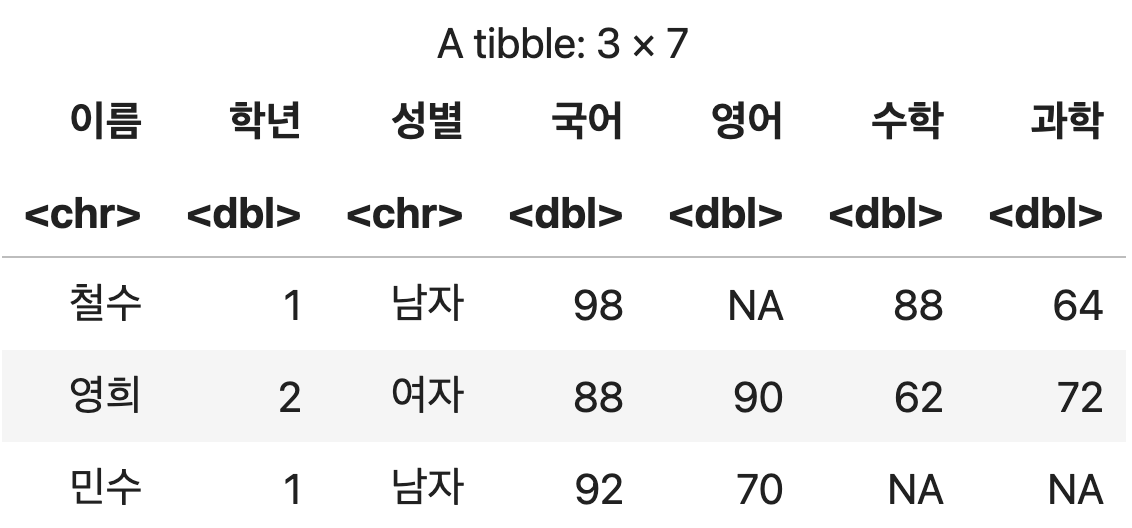 A tibble: 3 × 7
이름 학년 성별 국어 영어 수학 과학
<chr> <dbl> <chr> <dbl> <dbl> <dbl> <dbl>
철수 1 남자 98 NA 88 64
영희 2 여자 88 90 62 72
민수 1 남자 92 70 NA NA